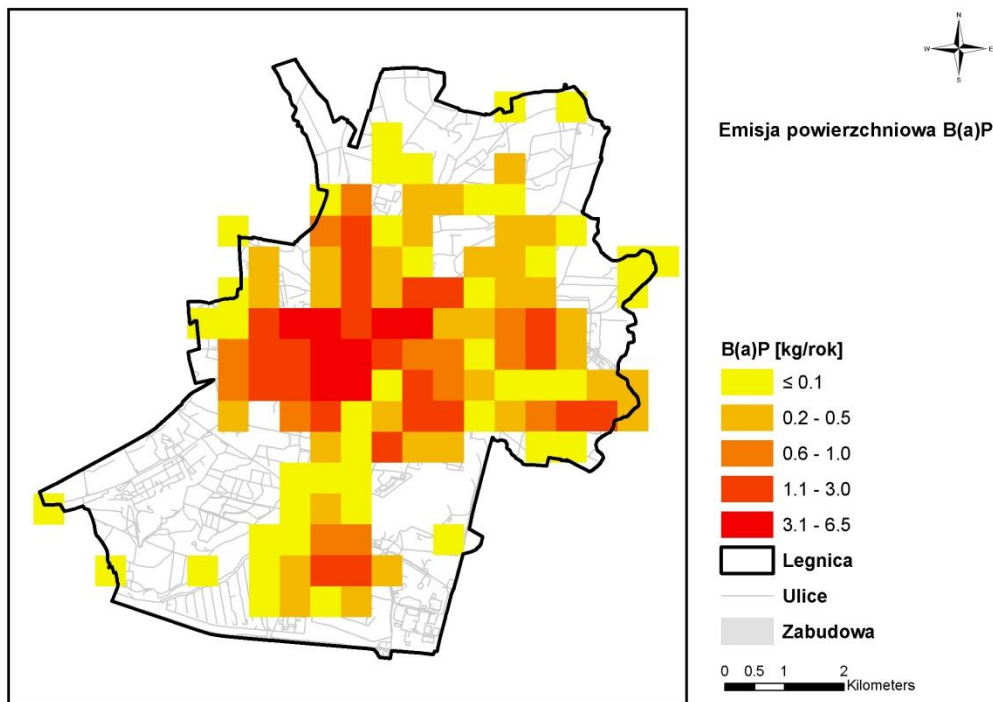 N
W E
S
Emisja powierzchniowa B(a)P
B(a)P [kg/rok]
≤ 0.1
0.2 - 0.5
0.6 - 1.0
1.1 - 3.0
3.1 - 6.5
Legnica
Ulice
Zabudowa
0 0.5 1 2
Kilometers